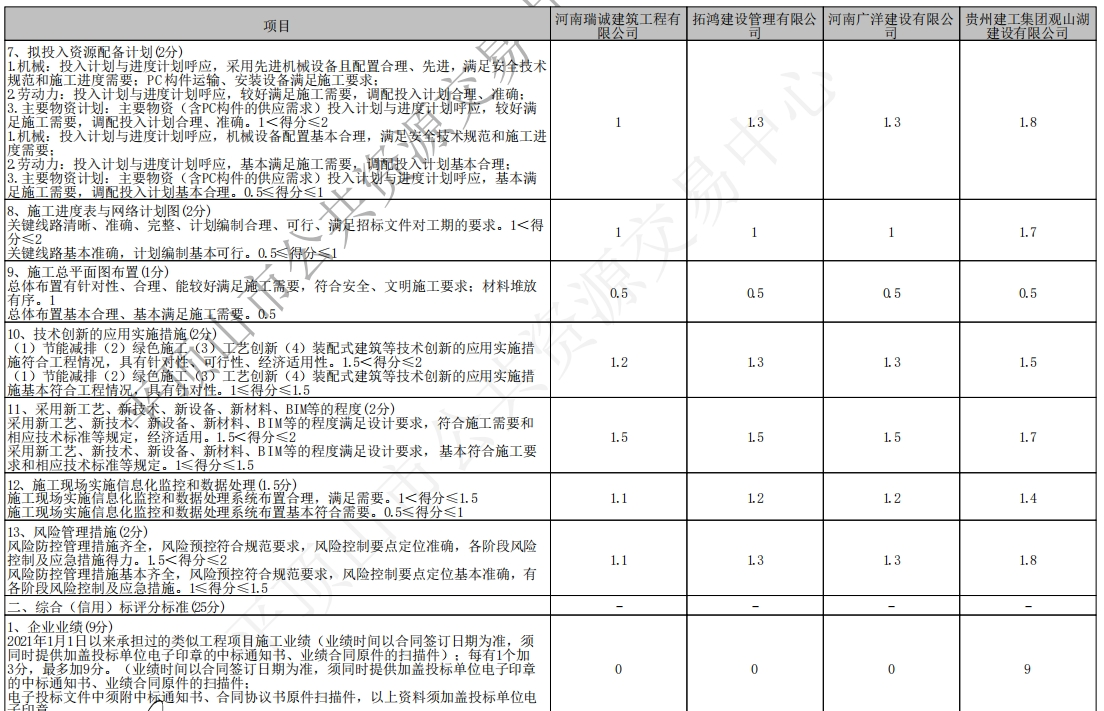 项目
河南瑞诚建筑工程有
限公司
拓鸿建设管理有限公
司
河南广洋建设有限公
司
贵州建工集团观山湖
建设有限公司
7、拟投入资源配备计划(2分)
1.机械：投入计划与进度计划呼应，采用先进机械设备且配置合理、先进，满足安全技术
规范和施工进度需要；PC构件运输、安装设备满足施工要求；
2.劳动力：投入计划与进度计划呼应，较好满足施工需要，调配投入计划合理、准确；
3.主要物资计划：主要物资（含PC构件的供应需求）投入计划与进度计划呼应，较好满
足施工需要，调配投入计划合理、准确。1＜得分≤2
1.机械：投入计划与进度计划呼应，机械设备配置基本合理，满足安全技术规范和施工进
度需要；
2.劳动力：投入计划与进度计划呼应，基本满足施工需要，调配投入计划基本合理；
3.主要物资计划：主要物资（含PC构件的供应需求）投入计划与进度计划呼应，基本满
足施工需要，调配投入计划基本合理。0.5≤得分≤1
1
1.3
1.3
1.8
8、施工进度表与网络计划图(2分)
关键线路清晰、准确、完整、计划编制合理、可行、满足招标文件对工期的要求。1＜得
分≤2
关键线路基本准确，计划编制基本可行。0.5≤得分≤1
1
1
1
1.7
9、施工总平面图布置(1分)
总体布置有针对性、合理、能较好满足施工需要，符合安全、文明施工要求；材料堆放
有序。1
总体布置基本合理、基本满足施工需要。0.5
0.5
0.5
0.5
0.5
10、技术创新的应用实施措施(2分)
（1）节能减排（2）绿色施工（3）工艺创新（4）装配式建筑等技术创新的应用实施措
施符合工程情况，具有针对性、可行性、经济适用性。1.5＜得分≤2
（1）节能减排（2）绿色施工（3）工艺创新（4）装配式建筑等技术创新的应用实施措
施基本符合工程情况，具有针对性。1≤得分≤1.5
1.2
1.3
1.3
1.5
11、采用新工艺、新技术、新设备、新材料、BIM等的程度(2分)
采用新工艺、新技术、新设备、新材料、BIM等的程度满足设计要求，符合施工需要和
相应技术标准等规定，经济适用。1.5＜得分≤2
采用新工艺、新技术、新设备、新材料、BIM等的程度满足设计要求，基本符合施工要
求和相应技术标准等规定。1≤得分≤1.5
1.5
1.5
1.5
1.7
12、施工现场实施信息化监控和数据处理(1.5分)
施工现场实施信息化监控和数据处理系统布置合理，满足需要。1＜得分≤1.5
施工现场实施信息化监控和数据处理系统布置基本符合需要。0.5≤得分≤1
1.1
1.2
1.2
1.4
13、风险管理措施(2分)
风险防控管理措施齐全，风险预控符合规范要求，风险控制要点定位准确，各阶段风险
控制及应急措施得力。1.5＜得分≤2
风险防控管理措施基本齐全，风险预控符合规范要求，风险控制要点定位基本准确，有
各阶段风险控制及应急措施。1≤得分≤1.5
1.1
1.3
1.3
1.8
二、综合（信用）标评分标准(25分)
-
-
-
-
1、企业业绩(9分)
2021年1月1日以来承担过的类似工程项目施工业绩（业绩时间以合同签订日期为准，须
同时提供加盖投标单位电子印章的中标通知书、业绩合同原件的扫描件）；每有1个加
3分，最多加9分。（业绩时间以合同签订日期为准，须同时提供加盖投标单位电子印章
的中标通知书、业绩合同原件的扫描件；
电子投标文件中须附中标通知书、合同协议书原件扫描件，以上资料须加盖投标单位电
子印章
0
0
0
9
平顶山市公共资源交易中心
平顶山市公共资源交易中心